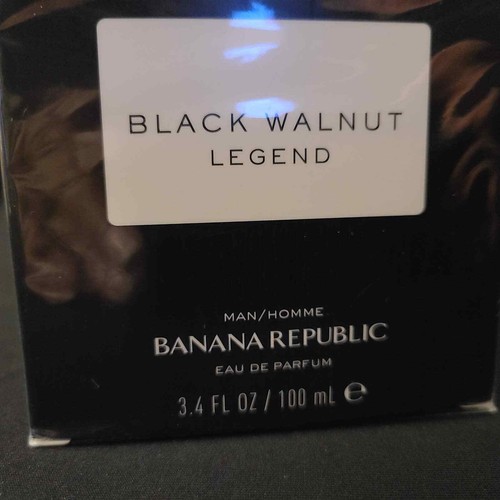 BLACK WALNUT
LEGEND
MAN/HOMME
BANANA REPUBLIC
EAU DE PARFUM
3.4 FL OZ / 100 mL ℮